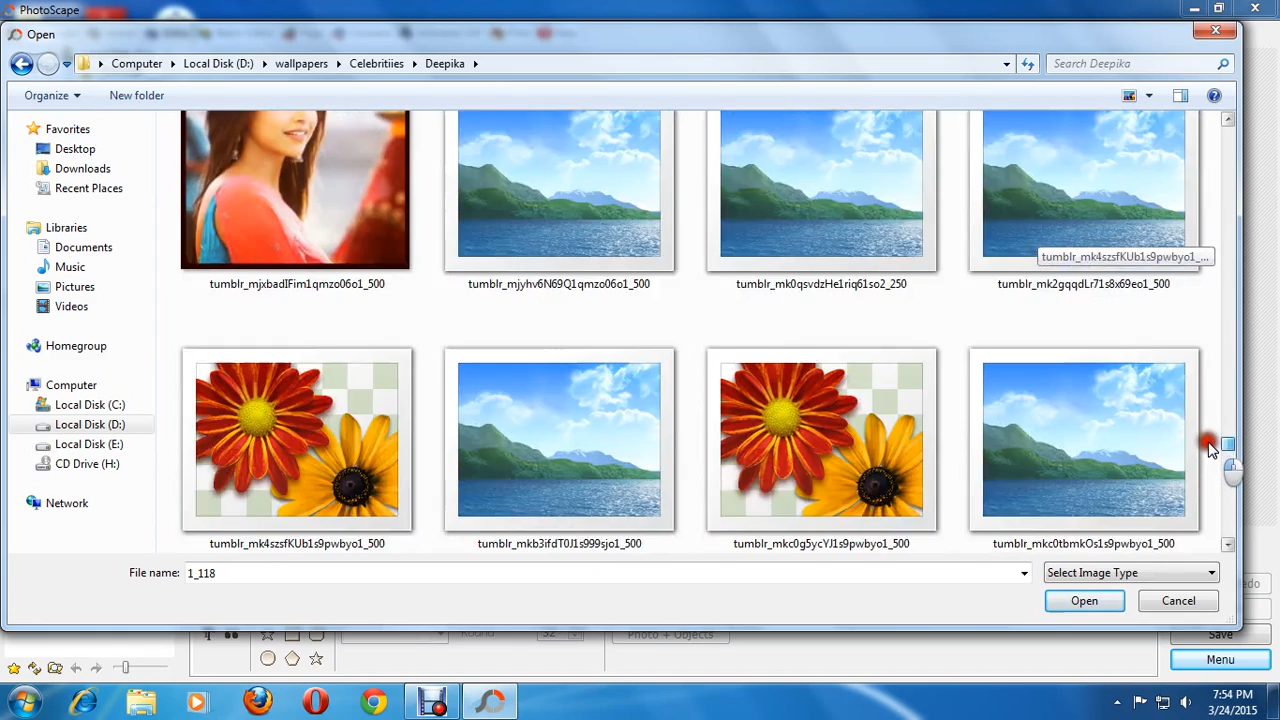 PhotoScape
Open
Computer Local Disk (D:) wallpapers Celebritiies Deepika
Search Deepika
Organize New folder
Favorites
Desktop
Downloads
Recent Places
Libraries
Documents
Music
Pictures
Videos
Homegroup
Computer
Local Disk (C:)
Local Disk (D:)
Local Disk (E:)
CD Drive (H:)
Network
tumblr_mk4szsfKUb1s9pwbyo1_...
tumblr_mjxbadIFim1qmzo06o1_500
tumblr_mjyhv6N69Q1qmzo06o1_500
tumblr_mk0qsvdzHe1riq61so2_250
tumblr_mk2gqqdLr71s8x69eo1_500
tumblr_mk4szsfKUb1s9pwbyo1_500
tumblr_mkb3ifdT0J1s999sjo1_500
tumblr_mkc0g5ycYJ1s9pwbyo1_500
tumblr_mkc0tbmkOs1s9pwbyo1_500
File name: 1_118
Select Image Type
Open
Cancel
Photo + Objects
Save
Menu
7:54 PM
3/24/2015